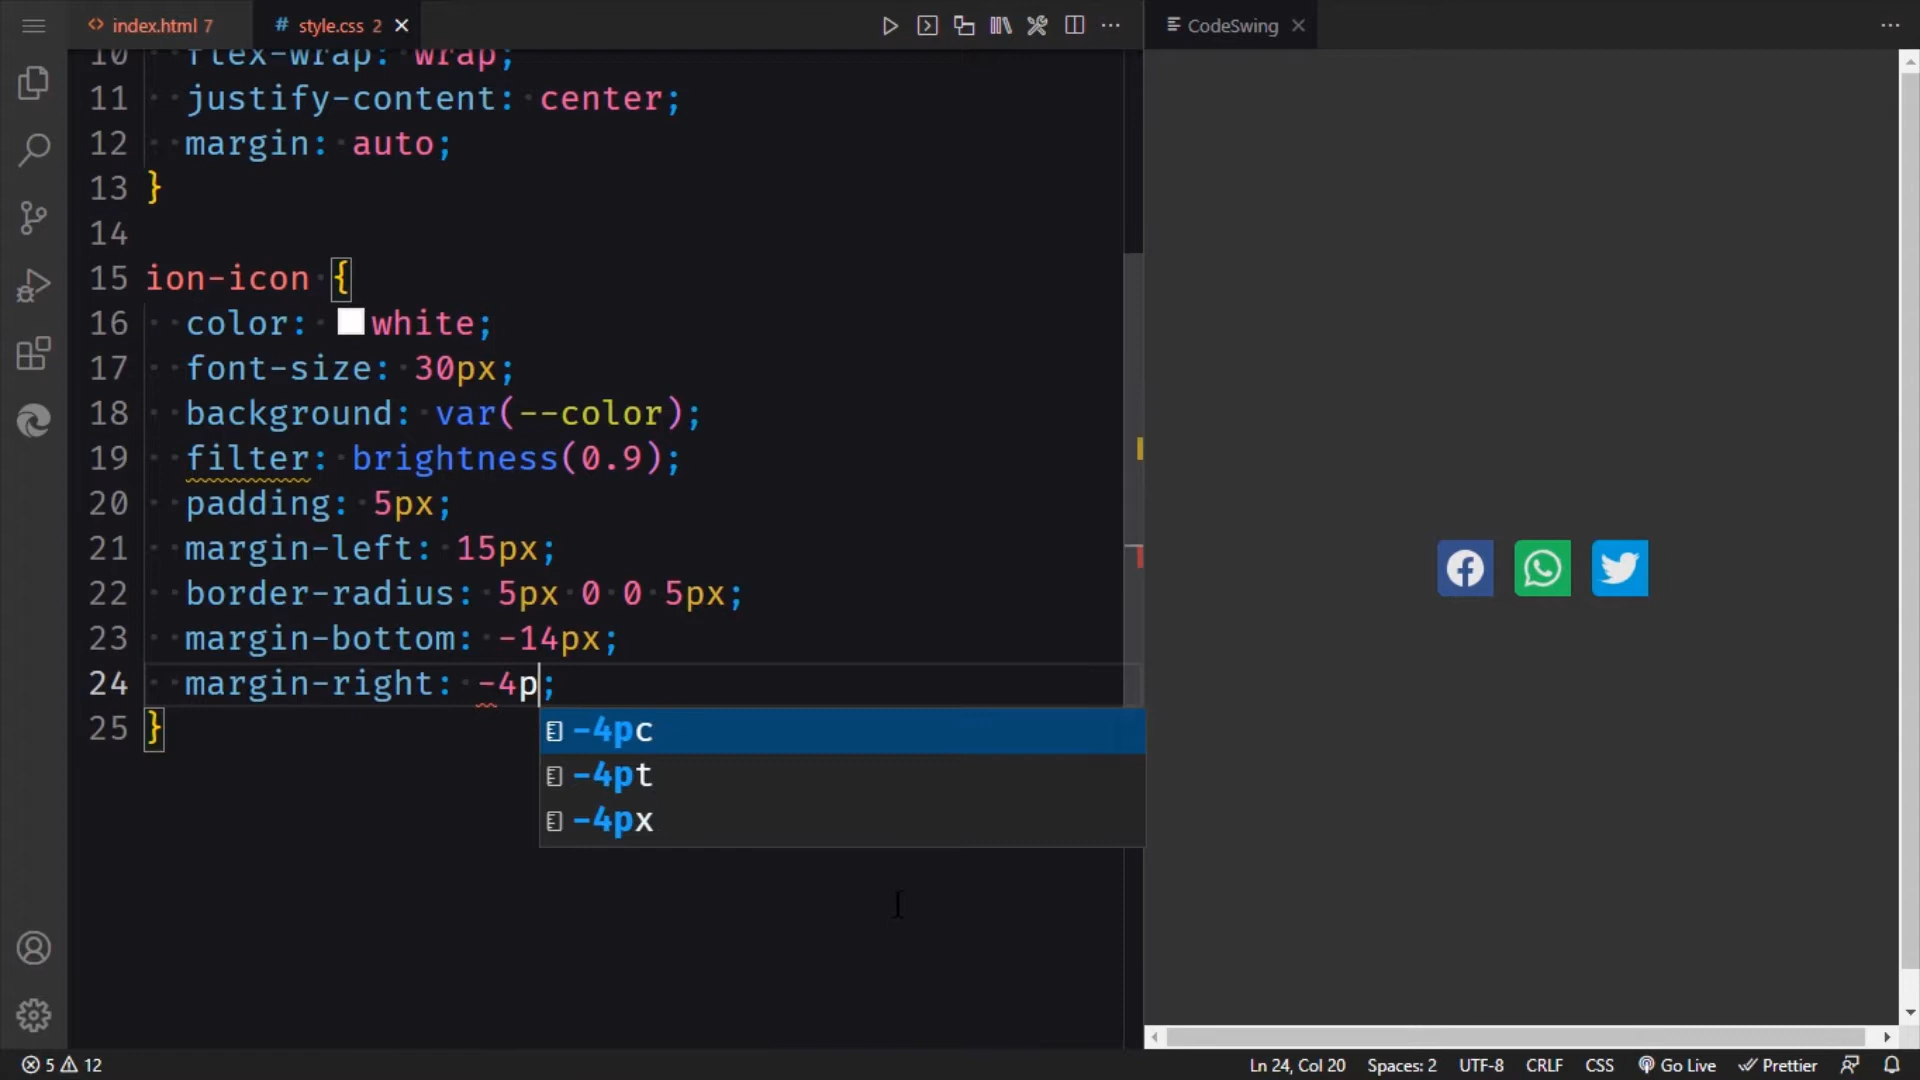 index.html 7
# style.css 2
CodeSwing
10 flex-wrap: wrap;
11 justify-content: center;
12 margin: auto;
13 }
14
15 ion-icon {
16 color: white;
17 font-size: 30px;
18 background: var(--color);
19 filter: brightness(0.9);
20 padding: 5px;
21 margin-left: 15px;
22 border-radius: 5px 0 0 5px;
23 margin-bottom: -14px;
24 margin-right: -4p;
25 }
-4pc
-4pt
-4px
5 12
Ln 24, Col 20 Spaces: 2 UTF-8 CRLF CSS Go Live Prettier